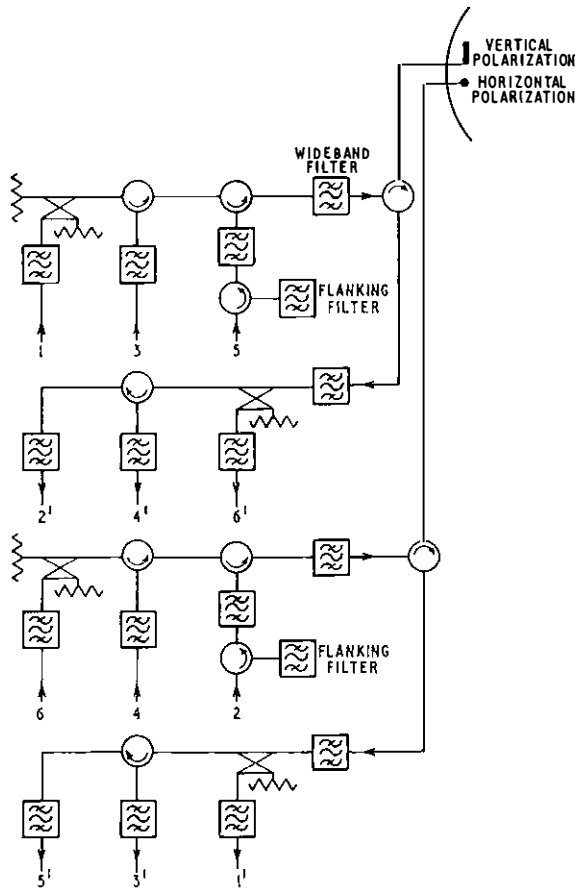 VERTICAL
POLARIZATION
HORIZONTAL
POLARIZATION
WIDEBAND
FILTER
FLANKING
FILTER
1 3 5
2' 4' 6'
FLANKING
FILTER
6 4 2
5' 3' 1'